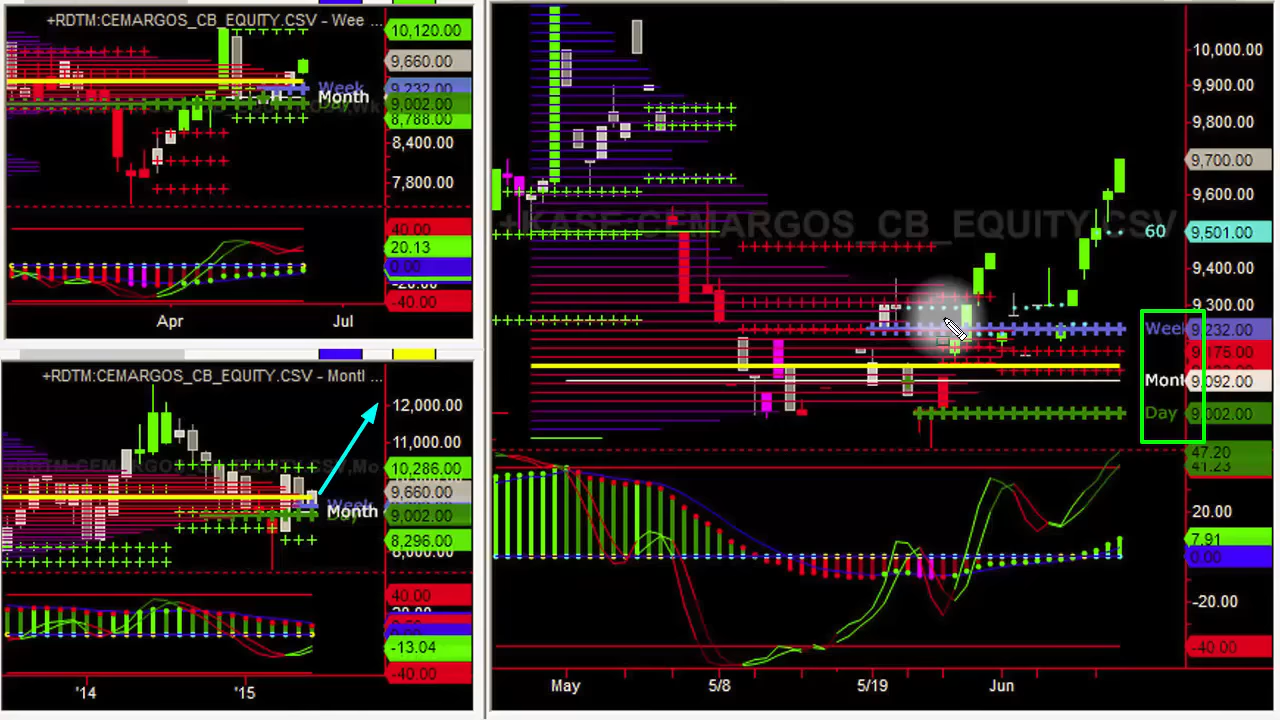 +RDTM:CEMARGOS_CB_EQUITY.CSV - Wee ...
10,120.00
9,660.00
Week 9,232.00
Month
9,002.00
8,788.00
8,400.00
7,800.00
40.00
20.13
0.00
-40.00
Apr Jul
+RDTM:CEMARGOS_CB_EQUITY.CSV - Montl ...
12,000.00
11,000.00
10,286.00
9,660.00
Week
Month
Day 9,002.00
8,296.00
40.00
-13.04
-40.00
'14 '15
+KASE:CEMARGOS_CB_EQUITY.CSV
10,000.00
9,900.00
9,800.00
9,700.00
9,600.00
60 9,501.00
9,400.00
9,300.00
Week 9,232.00
9,175.00
Mont 9,092.00
Day 9,002.00
47.20
41.23
20.00
7.91
0.00
-20.00
-40.00
May 5/8 5/19 Jun